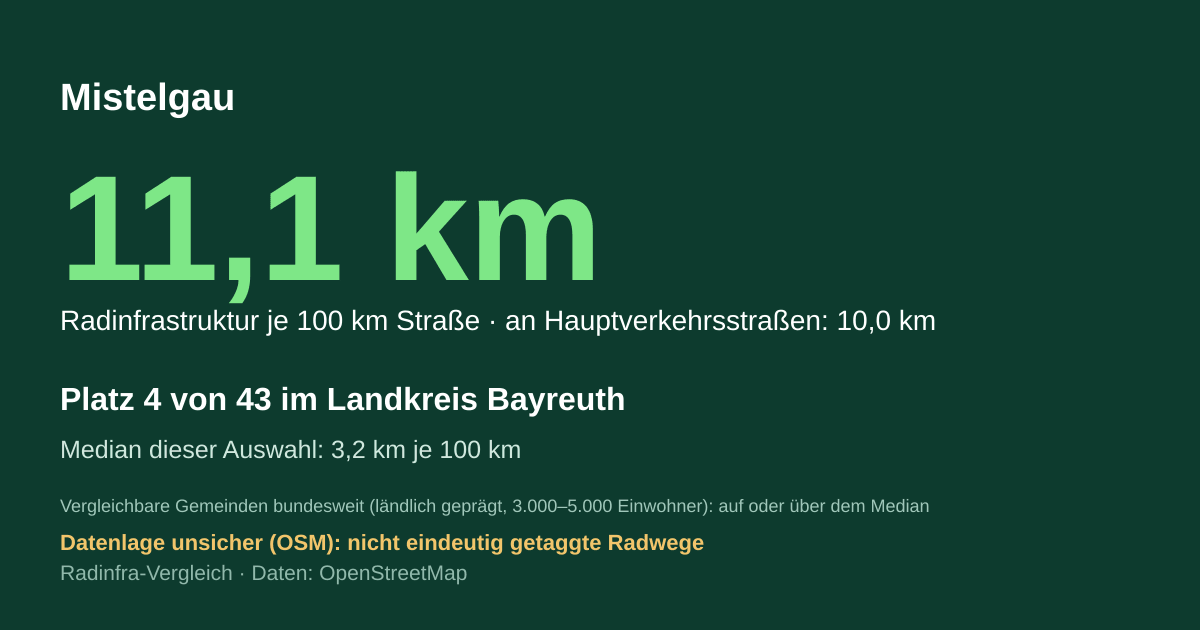 Mistelgau
11,1 km
Radinfrastruktur je 100 km Straße · an Hauptverkehrsstraßen: 10,0 km
Platz 4 von 43 im Landkreis Bayreuth
Median dieser Auswahl: 3,2 km je 100 km
Vergleichbare Gemeinden bundesweit (ländlich geprägt, 3.000–5.000 Einwohner): auf oder über dem Median
Datenlage unsicher (OSM): nicht eindeutig getaggte Radwege
Radinfra-Vergleich · Daten: OpenStreetMap